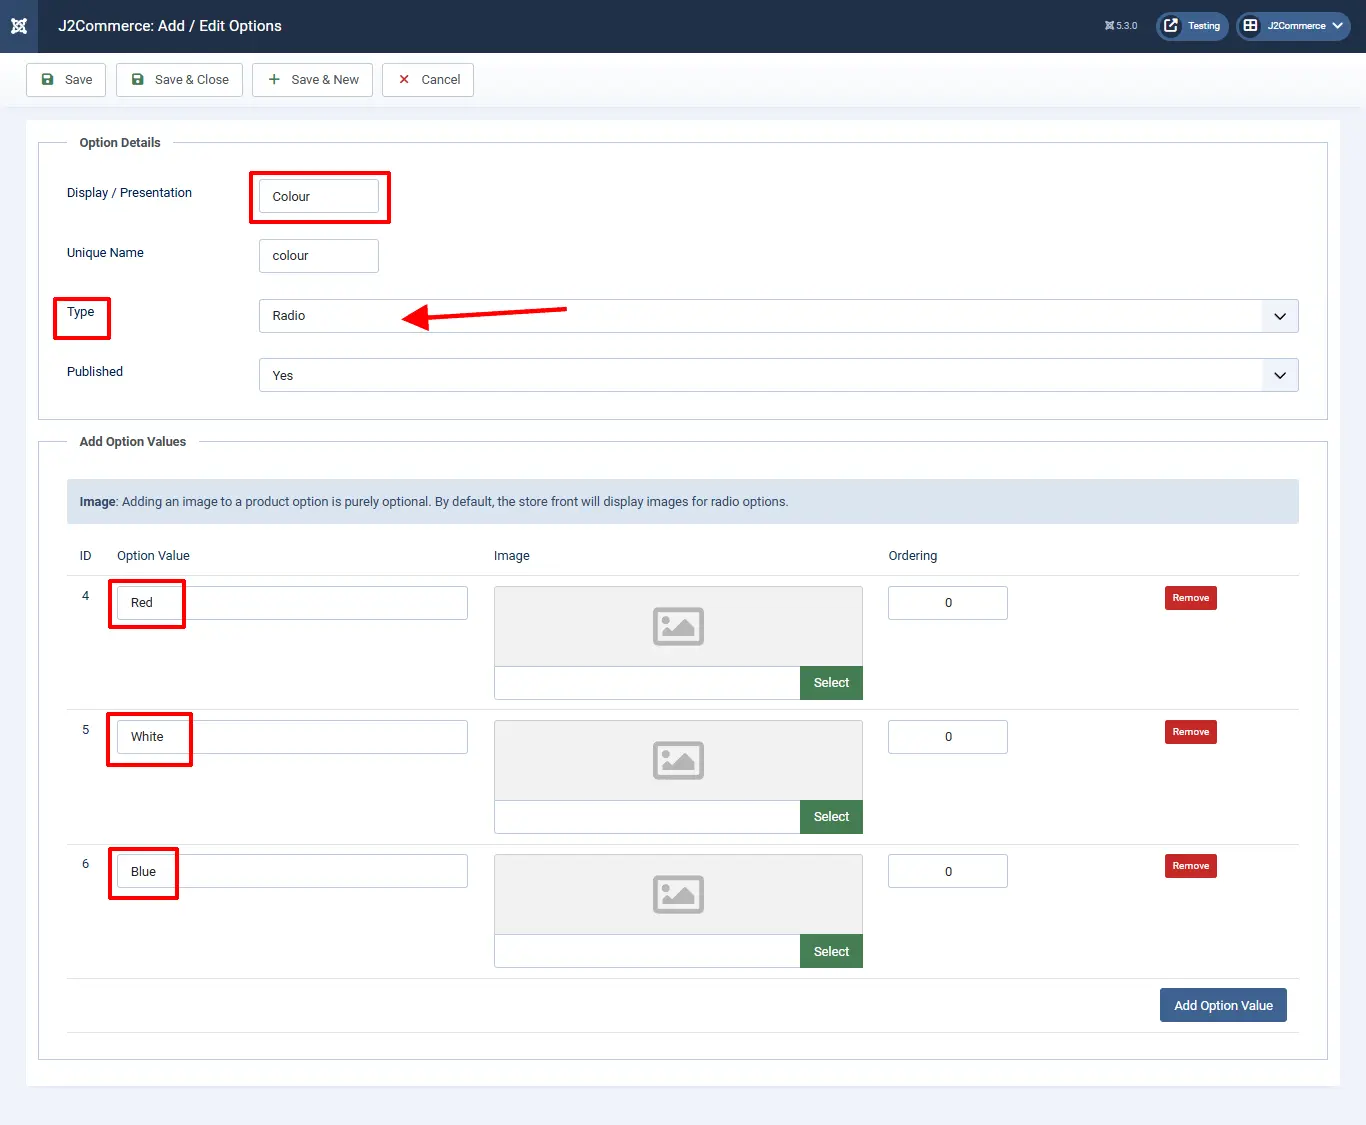 J2Commerce: Add / Edit Options
5.3.0
Testing
J2Commerce
Save
Save & Close
Save & New
Cancel
Option Details
Display / Presentation
Colour
Unique Name
colour
Type
Radio
Published
Yes
Add Option Values
Image: Adding an image to a product option is purely optional. By default, the store front will display images for radio options.
ID Option Value Image Ordering
4 Red 0 Remove
Select
5 White 0 Remove
Select
6 Blue 0 Remove
Select
Add Option Value